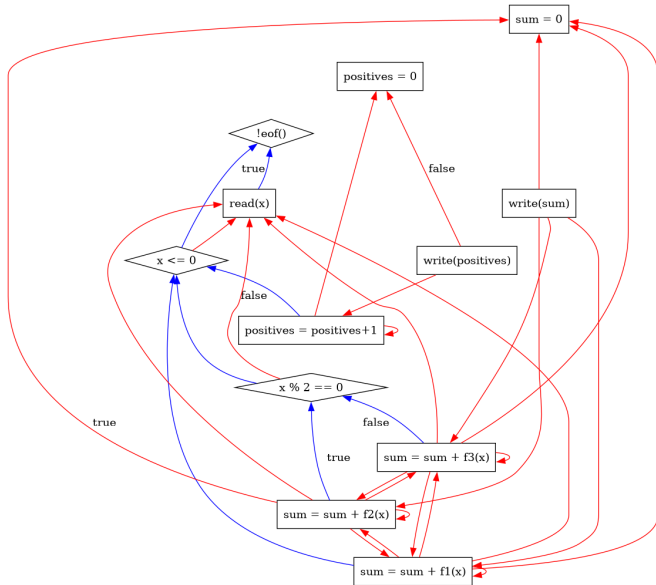 sum = 0
positives = 0
!eof()
true
false
read(x)
write(sum)
x <= 0
write(positives)
false
positives = positives+1
x % 2 == 0
true
false
sum = sum + f3(x)
true
sum = sum + f2(x)
sum = sum + f1(x)